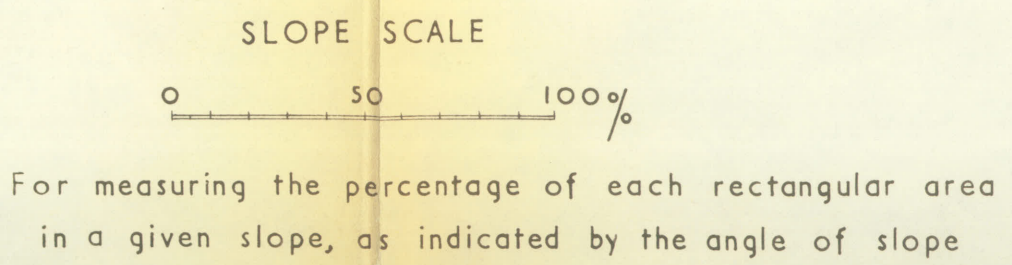 SLOPE SCALE
0 50 100%
For measuring the percentage of each rectangular area
in a given slope, as indicated by the angle of slope